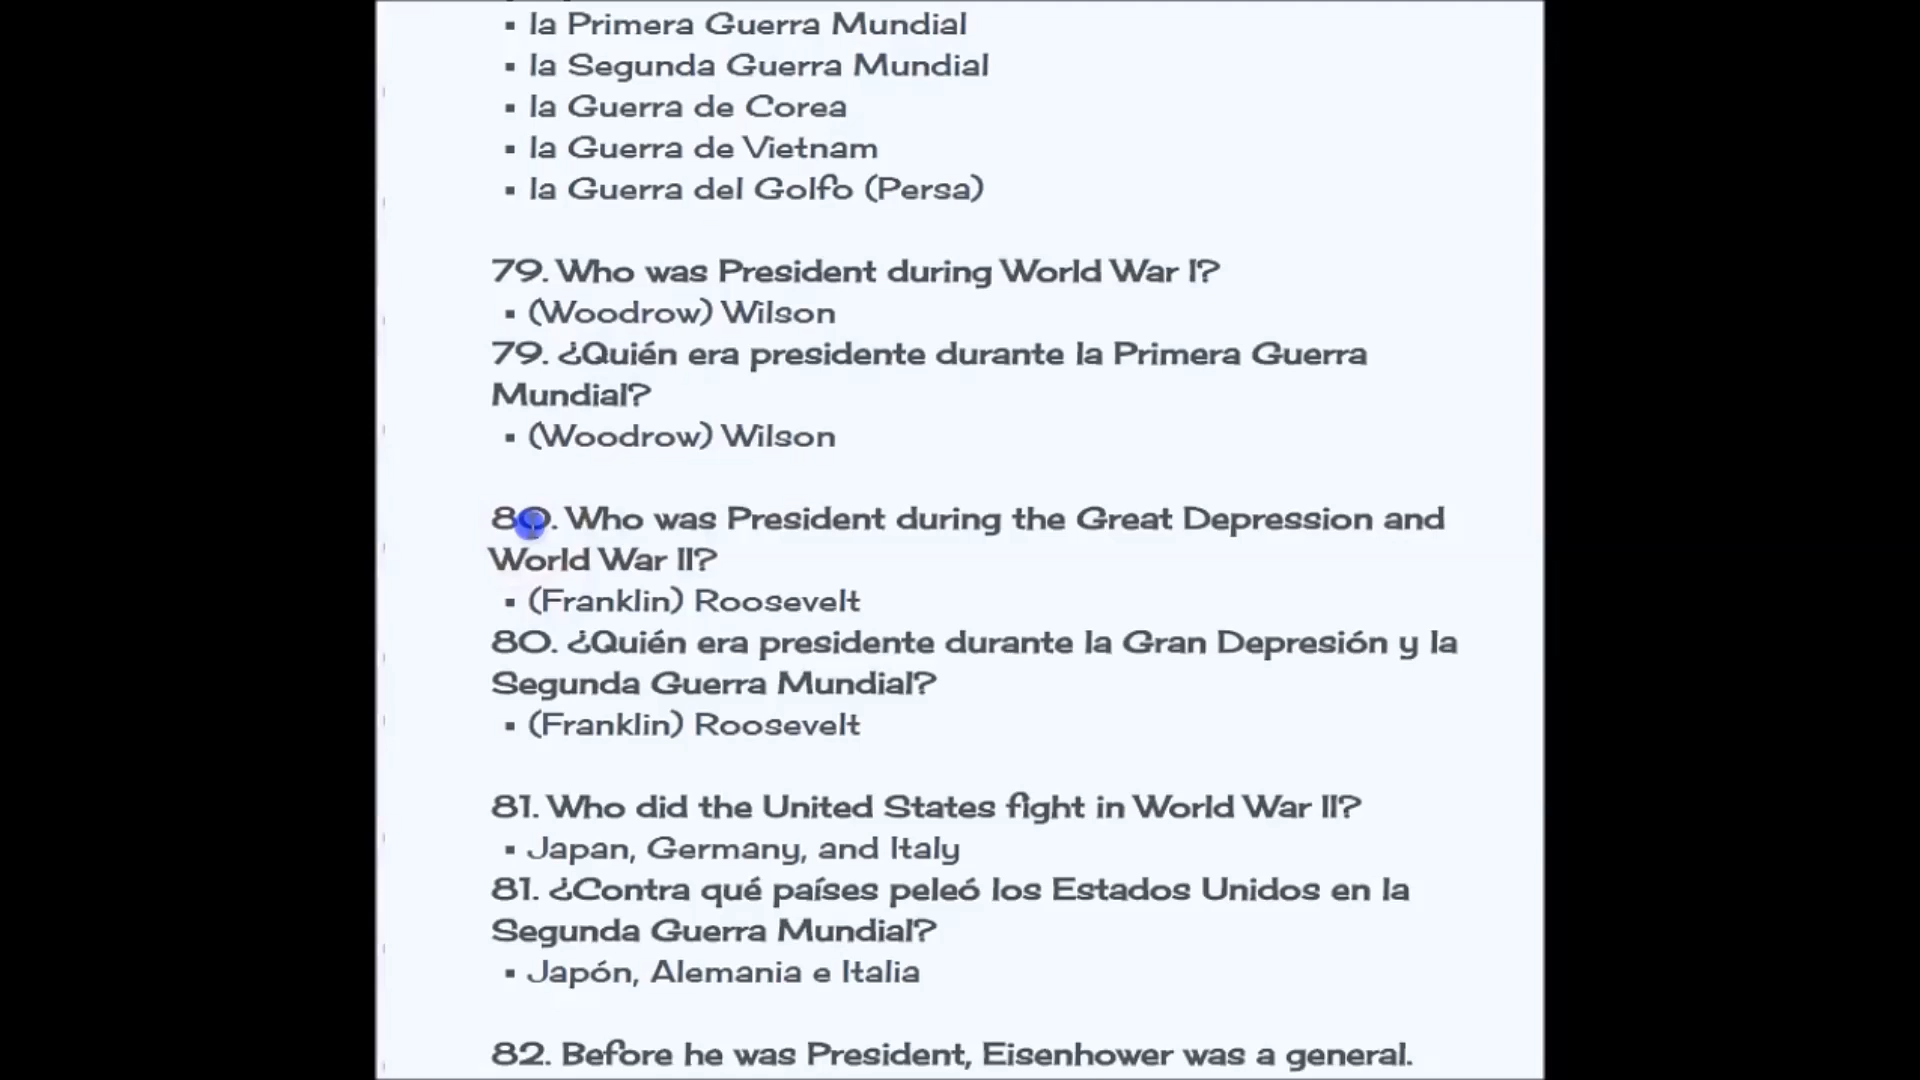 ▪ la Primera Guerra Mundial
▪ la Segunda Guerra Mundial
▪ la Guerra de Corea
▪ la Guerra de Vietnam
▪ la Guerra del Golfo (Persa)
79. Who was President during World War I?
▪ (Woodrow) Wilson
79. ¿Quién era presidente durante la Primera Guerra
Mundial?
▪ (Woodrow) Wilson
80. Who was President during the Great Depression and
World War II?
▪ (Franklin) Roosevelt
80. ¿Quién era presidente durante la Gran Depresión y la
Segunda Guerra Mundial?
▪ (Franklin) Roosevelt
81. Who did the United States fight in World War II?
▪ Japan, Germany, and Italy
81. ¿Contra qué países peleó los Estados Unidos en la
Segunda Guerra Mundial?
▪ Japón, Alemania e Italia
82. Before he was President, Eisenhower was a general.